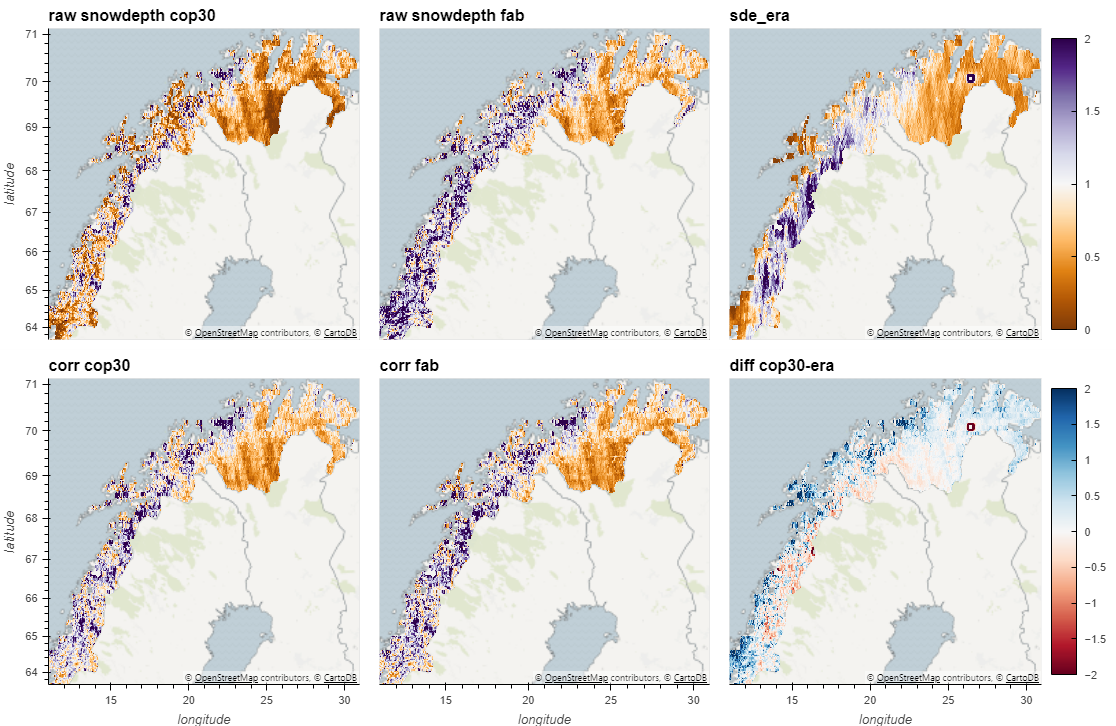 raw snowdepth cop30
raw snowdepth fab
sde_era
71
70
69
68
67
66
65
64
latitude
2
1.5
1
0.5
0
© OpenStreetMap contributors, © CartoDB
© OpenStreetMap contributors, © CartoDB
© OpenStreetMap contributors, © CartoDB
corr cop30
corr fab
diff cop30-era
71
70
69
68
67
66
65
64
latitude
2
1.5
1
0.5
0
−0.5
−1
−1.5
−2
© OpenStreetMap contributors, © CartoDB
© OpenStreetMap contributors, © CartoDB
© OpenStreetMap contributors, © CartoDB
15 20 25 30
15 20 25 30
15 20 25 30
longitude
longitude
longitude